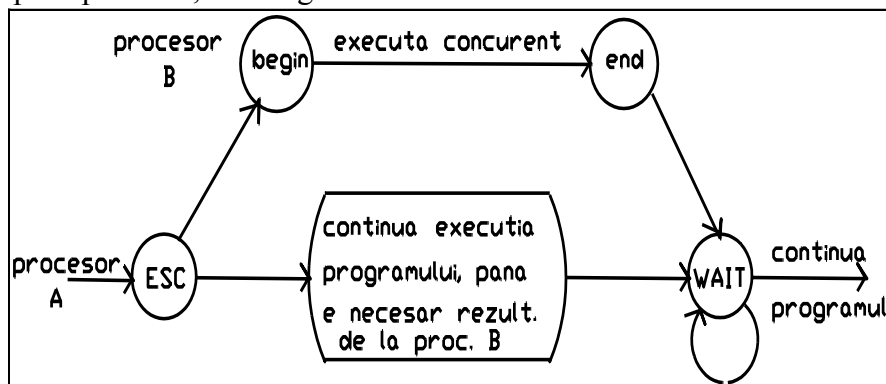 procesor
B
begin
executa concurent
end
procesor
A
ESC
continua executia
programului, pana
e necesar rezult.
de la proc. B
WAIT
continua
programul